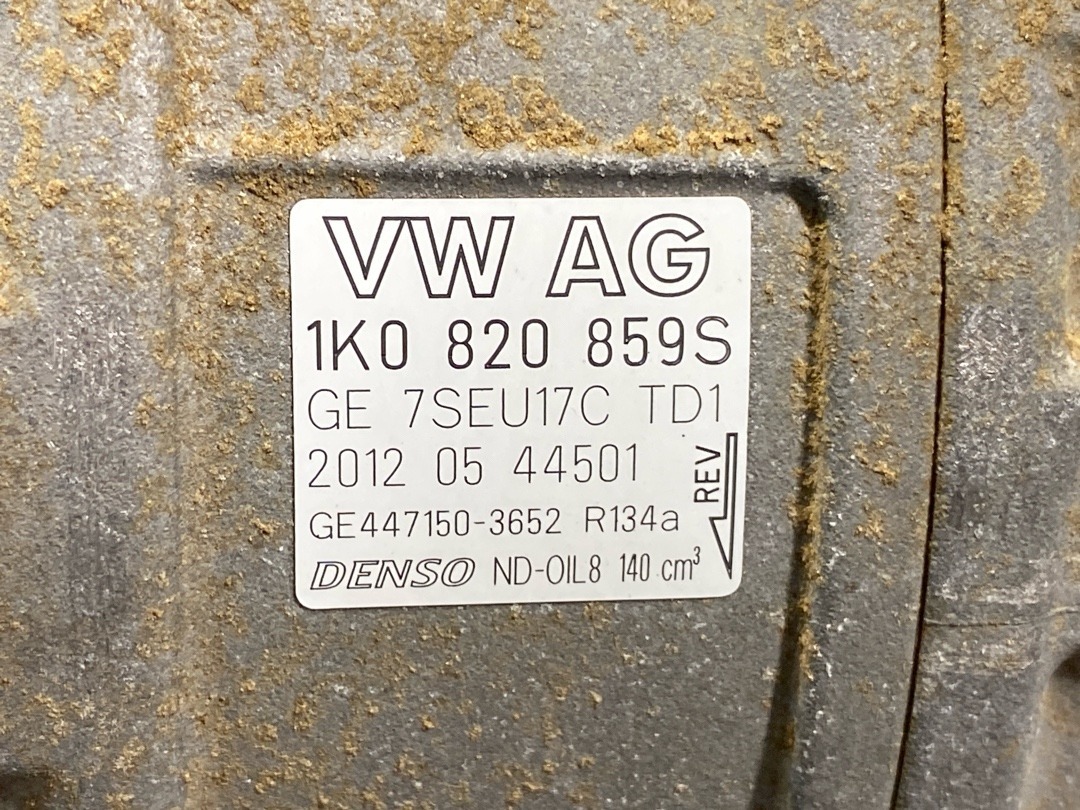 VW AG
1K0 820 859S
GE 7SEU17C TD1
2012 05 44501
REV
GE447150-3652 R134a
DENSO ND-OIL8 140 cm³